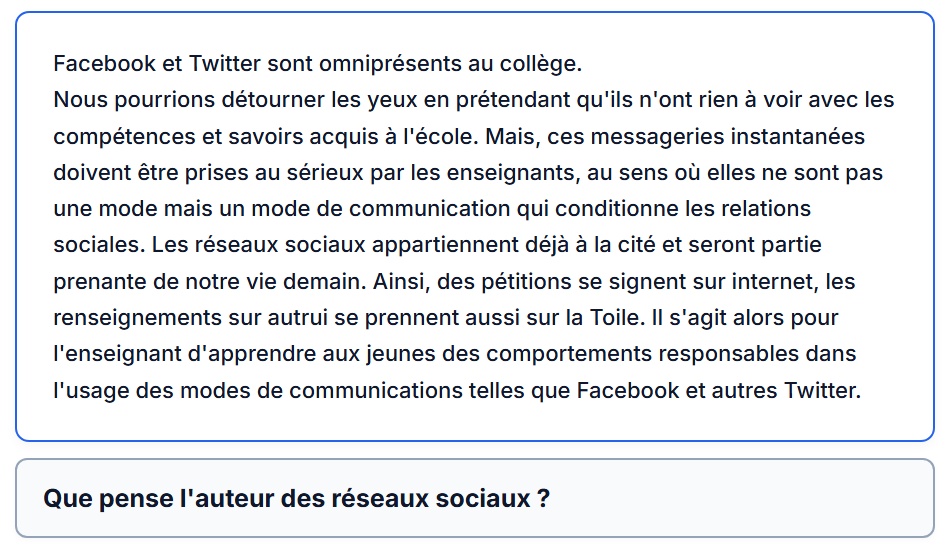 Facebook et Twitter sont omniprésents au collège.
Nous pourrions détourner les yeux en prétendant qu'ils n'ont rien à voir avec les
compétences et savoirs acquis à l'école. Mais, ces messageries instantanées
doivent être prises au sérieux par les enseignants, au sens où elles ne sont pas
une mode mais un mode de communication qui conditionne les relations
sociales. Les réseaux sociaux appartiennent déjà à la cité et seront partie
prenante de notre vie demain. Ainsi, des pétitions se signent sur internet, les
renseignements sur autrui se prennent aussi sur la Toile. Il s'agit alors pour
l'enseignant d'apprendre aux jeunes des comportements responsables dans
l'usage des modes de communications telles que Facebook et autres Twitter.
Que pense l'auteur des réseaux sociaux ?